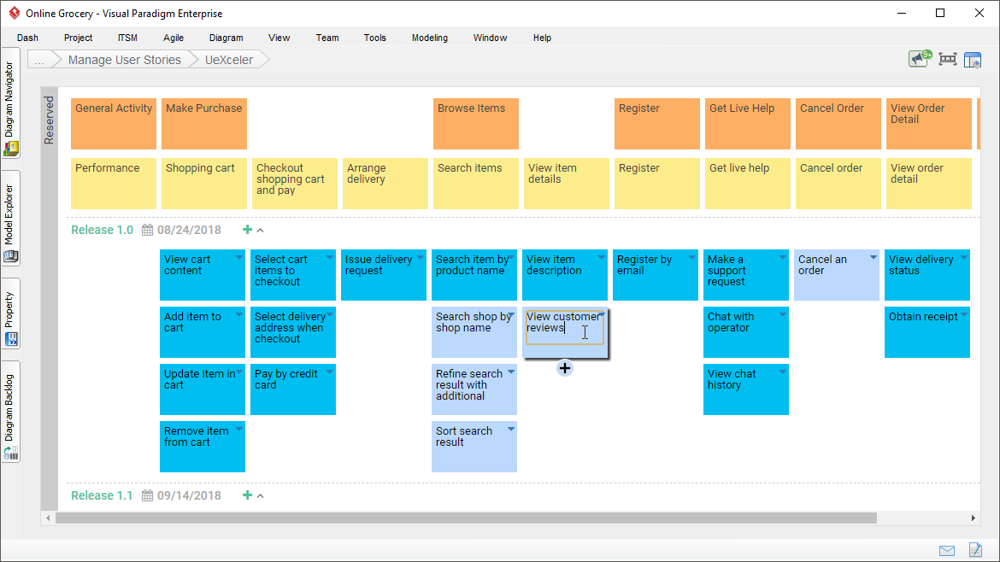 Online Grocery - Visual Paradigm Enterprise
Dash Project ITSM Agile Diagram View Team Tools Modeling Window Help
... Manage User Stories UeXceler
9+
Diagram Navigator
Model Explorer
Property
Diagram Backlog
Reserved
General Activity
Make Purchase
Browse Items
Register
Get Live Help
Cancel Order
View Order
Detail
Performance
Shopping cart
Checkout
shopping cart
and pay
Arrange
delivery
Search items
View item
details
Register
Get live help
Cancel order
View order
detail
Release 1.0 08/24/2018 +
View cart
content
Select cart
items to
checkout
Issue delivery
request
Search item by
product name
View item
description
Register by
email
Make a
support
request
Cancel an
order
View delivery
status
Add item to
cart
Select delivery
address when
checkout
Search shop by
shop name
View customer
reviews
Chat with
operator
Obtain receipt
+
Update item in
cart
Pay by credit
card
Refine search
result with
additional
View chat
history
Remove item
from cart
Sort search
result
Release 1.1 09/14/2018 +